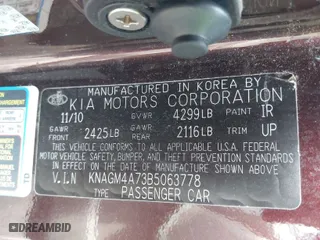 MANUFACTURED IN KOREA BY
KIA MOTORS CORPORATION
11/10 GVWR 4299LB PAINT IR
GAWR FRONT 2425LB GAWR REAR 2116LB TRIM UP
THIS VEHICLE CONFORMS TO ALL APPLICABLE U.S.A FEDERAL
MOTOR VEHICLE SAFETY, BUMPER, AND THEFT PREVENTION
STANDARDS IN EFFECT ON THE DATE OF MANUFACTURE
SHOWN ABOVE.
V.I.N KNAGM4A73B5063778
TYPE PASSENGER CAR